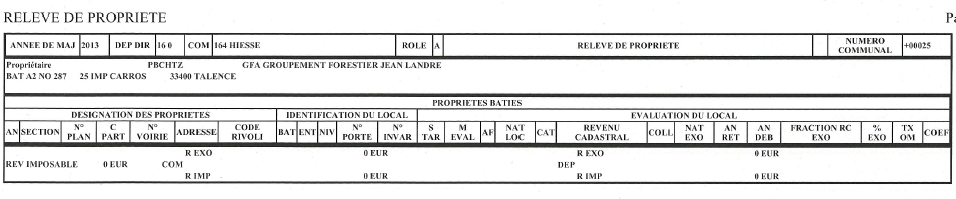 RELEVE DE PROPRIETE Pa
ANNEE DE MAJ 2013 DEP DIR 16 0 COM 164 HIESSE ROLE A RELEVE DE PROPRIETE NUMERO COMMUNAL +00025
Propriétaire PBCHTZ GFA GROUPEMENT FORESTIER JEAN LANDRE
BAT A2 NO 287 25 IMP CARROS 33400 TALENCE
PROPRIETES BATIES
DESIGNATION DES PROPRIETES IDENTIFICATION DU LOCAL EVALUATION DU LOCAL
AN SECTION N° PLAN C PART N° VOIRIE ADRESSE CODE RIVOLI BAT ENT NIV N° PORTE N° INVAR S TAR M EVAL AF NAT LOC CAT REVENU CADASTRAL COLL NAT EXO AN RET AN DEB FRACTION RC EXO % EXO TX OM COEF
R EXO 0 EUR R EXO 0 EUR
REV IMPOSABLE 0 EUR COM DEP
R IMP 0 EUR R IMP 0 EUR